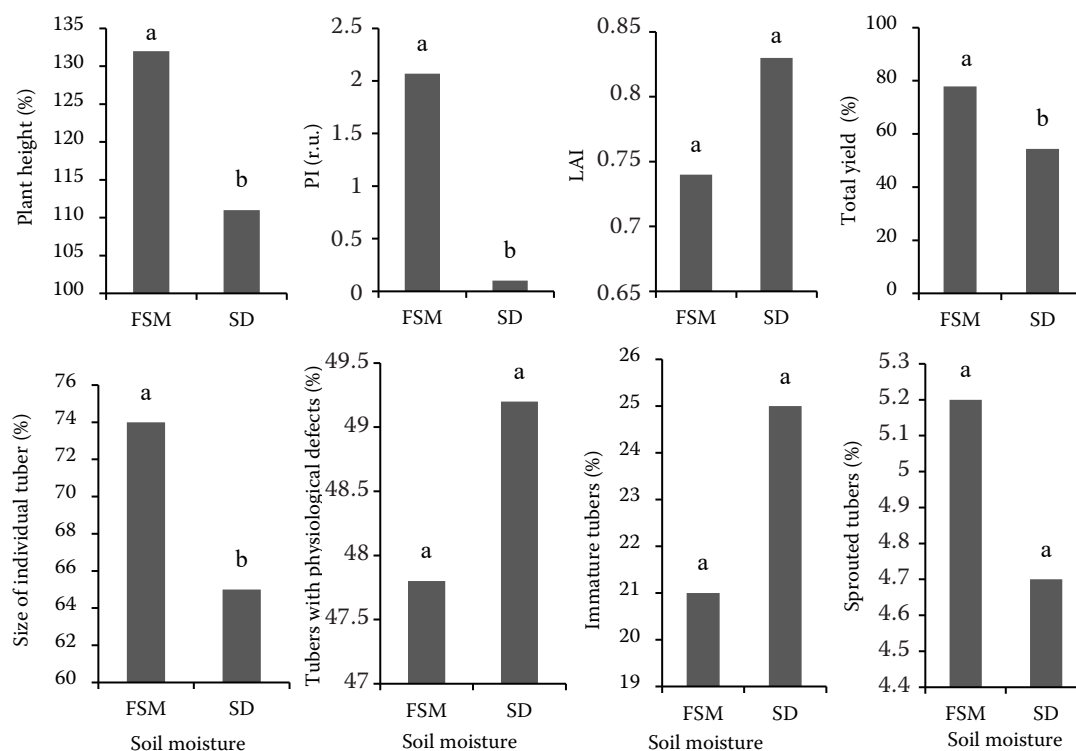 Plant height (%)
135
130
125
120
115
110
105
100
a
b
FSM
SD
PI (r.u.)
2.5
2
1.5
1
0.5
0
a
b
FSM
SD
LAI
0.85
0.8
0.75
0.7
0.65
a
a
FSM
SD
Total yield (%)
100
80
60
40
20
0
a
b
FSM
SD
Size of individual tuber (%)
76
74
72
70
68
66
64
62
60
a
b
FSM
SD
Soil moisture
Tubers with physiological defects (%)
49.5
49
48.5
48
47.5
47
a
a
FSM
SD
Soil moisture
Immature tubers (%)
26
25
24
23
22
21
20
19
a
a
FSM
SD
Soil moisture
Sprouted tubers (%)
5.3
5.2
5.1
5
4.9
4.8
4.7
4.6
4.5
4.4
a
a
FSM
SD
Soil moisture